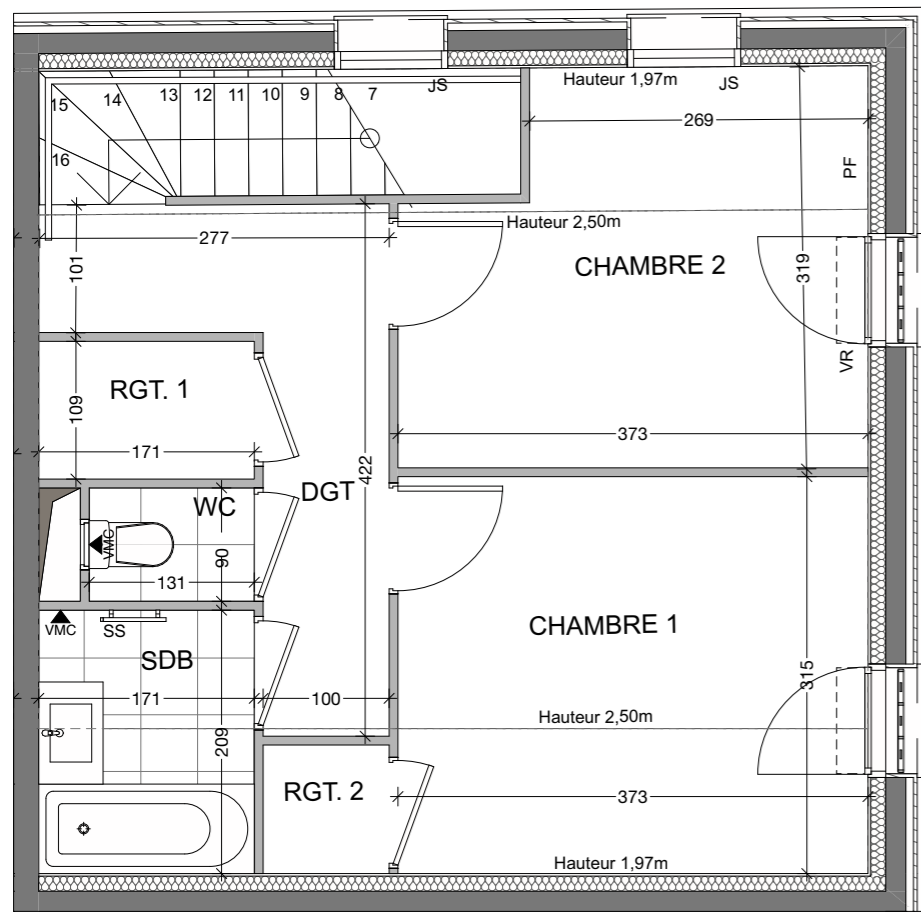 15
14
13
12
11
10
9
8
7
16
JS
Hauteur 1,97m
JS
269
PF
277
Hauteur 2,50m
101
CHAMBRE 2
319
VR
RGT. 1
109
171
373
422
DGT
WC
VMC
90
131
VMC
SS
SDB
CHAMBRE 1
315
171
100
Hauteur 2,50m
209
RGT. 2
373
Hauteur 1,97m